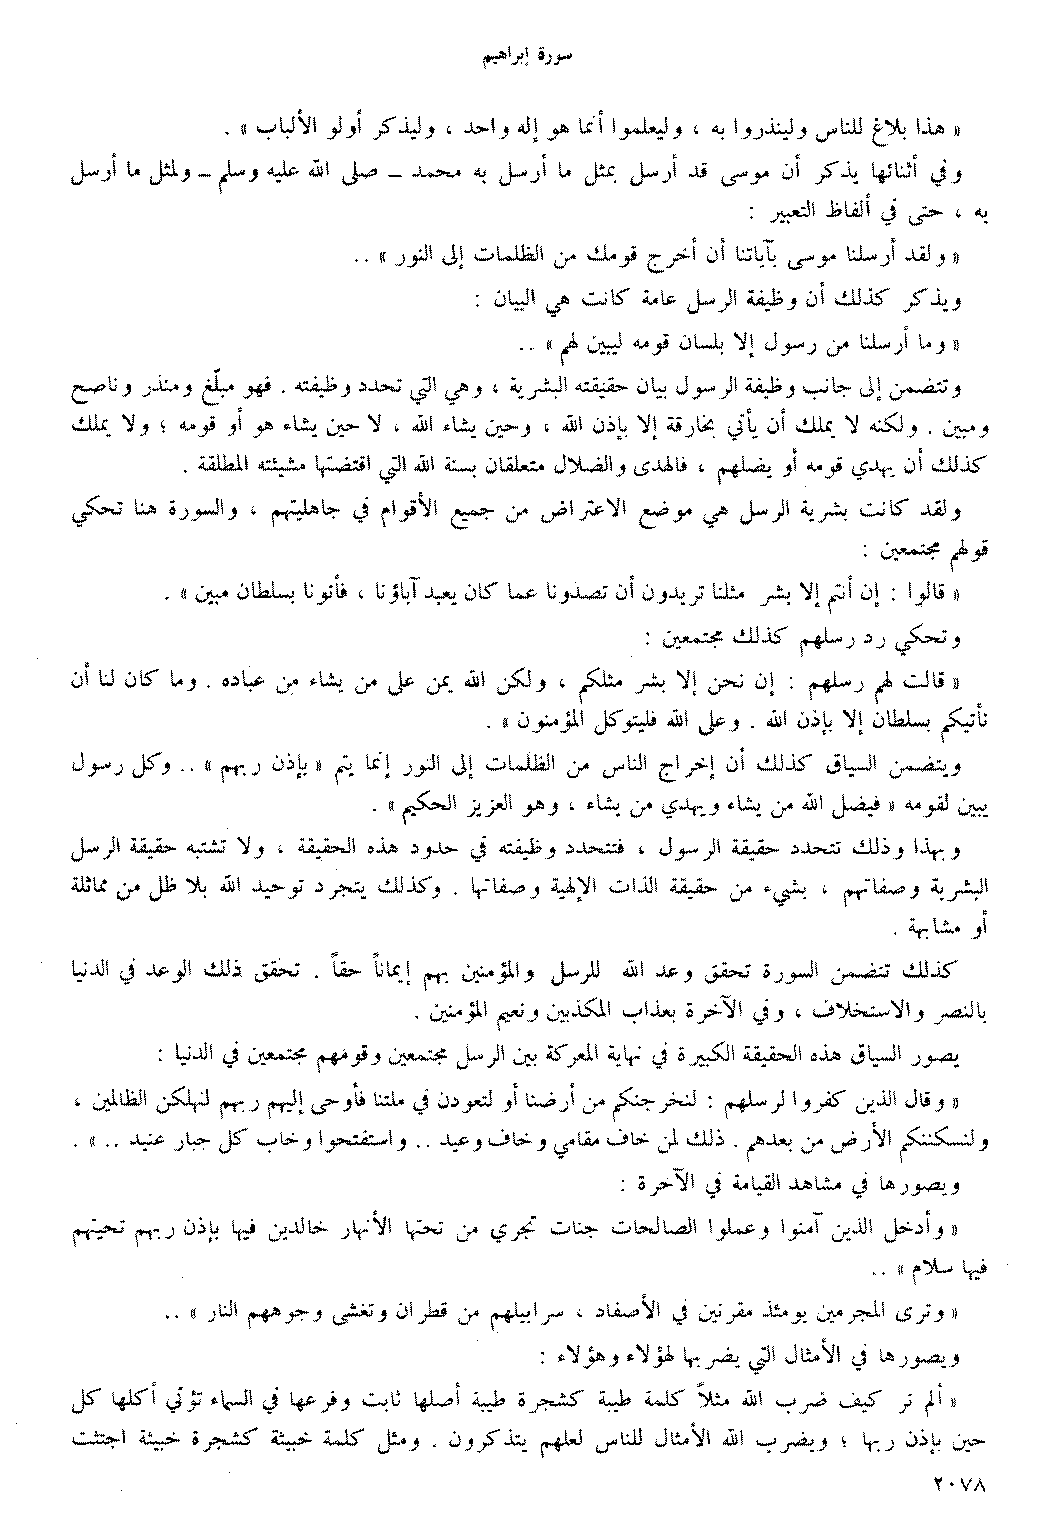 سورة إبراهيم
« هذا بلاغ للناس ولينذروا به ، وليعلموا أنما هو إله واحد ، وليذكر أولو الألباب » .
وفي أثنائها يذكر أن موسى قد أرسل بمثل ما أرسل به محمد – صلى الله عليه وسلم – ولمثل ما أرسل
به ، حتى في ألفاظ التعبير :
« ولقد أرسلنا موسى بآياتنا أن أخرج قومك من الظلمات إلى النور » ..
ويذكر كذلك أن وظيفة الرسل عامة كانت هي البيان :
« وما أرسلنا من رسول إلا بلسان قومه ليبين لهم » ..
وتتضمن إلى جانب وظيفة الرسول بيان حقيقته البشرية ، وهي التي تحدد وظيفته . فهو مبلّغ ومنذر وناصح
ومبين . ولكنه لا يملك أن يأتي بخارقة إلا بإذن الله ، وحين يشاء الله ، لا حين يشاء هو أو قومه ؛ ولا يملك
كذلك أن يهدي قومه أو يضلهم ، فالهدى والضلال متعلقان بسنة الله التي اقتضتها مشيئته المطلقة .
ولقد كانت بشرية الرسل هي موضع الاعتراض من جميع الأقوام في جاهليتهم ، والسورة هنا تحكي
قولهم مجتمعين :
« قالوا : إن أنتم إلا بشر مثلنا تريدون أن تصدونا عما كان يعبد آباؤنا ، فأتونا بسلطان مبين » .
وتحكي رد رسلهم كذلك مجتمعين :
« قالت لهم رسلهم : إن نحن إلا بشر مثلكم ، ولكن الله يمن على من يشاء من عباده . وما كان لنا أن
نأتيكم بسلطان إلا بإذن الله . وعلى الله فليتوكل المؤمنون » .
ويتضمن السياق كذلك أن إخراج الناس من الظلمات إلى النور إنما يتم « بإذن ربهم » .. وكل رسول
يبين لقومه « فيضل الله من يشاء ويهدي من يشاء ، وهو العزيز الحكيم » .
وبهذا وذلك تتحدد حقيقة الرسول ، فتتحدد وظيفته في حدود هذه الحقيقة ، ولا تشتبه حقيقة الرسل
البشرية وصفاتهم ، بشيء من حقيقة الذات الإلهية وصفاتها . وكذلك يتجرد توحيد الله بلا ظل من مماثلة
أو مشابهة .
كذلك تتضمن السورة تحقق وعد الله للرسل والمؤمنين بهم إيماناً حقاً . تحقق ذلك الوعد في الدنيا
بالنصر والاستخلاف ، وفي الآخرة بعذاب المكذبين ونعيم المؤمنين .
يصور السياق هذه الحقيقة الكبيرة في نهاية المعركة بين الرسل مجتمعين وقومهم مجتمعين في الدنيا :
« وقال الذين كفروا لرسلهم : لنخرجنكم من أرضنا أو لتعودن في ملتنا فأوحى إليهم ربهم لنهلكن الظالمين ،
ولنسكننكم الأرض من بعدهم . ذلك لمن خاف مقامي وخاف وعيد .. واستفتحوا وخاب كل جبار عنيد .. » .
ويصورها في مشاهد القيامة في الآخرة :
« وأدخل الذين آمنوا وعملوا الصالحات جنات تجري من تحتها الأنهار خالدين فيها بإذن ربهم تحيتهم
فيها سلام » ..
« وترى المجرمين يومئذ مقرنين في الأصفاد ، سرابيلهم من قطران وتغشى وجوههم النار » ..
ويصورها في الأمثال التي يضربها لهؤلاء وهؤلاء :
« ألم تر كيف ضرب الله مثلاً كلمة طيبة كشجرة طيبة أصلها ثابت وفرعها في السماء تؤتي أكلها كل
حين بإذن ربها ؛ ويضرب الله الأمثال للناس لعلهم يتذكرون . ومثل كلمة خبيثة كشجرة خبيثة اجتثت
٢٠٧٨